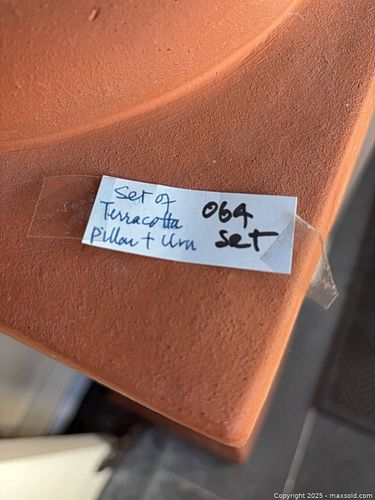 Set of
Terracotta
Pillar + Urn
064
SET
Copyright 2025 - maxsold.com